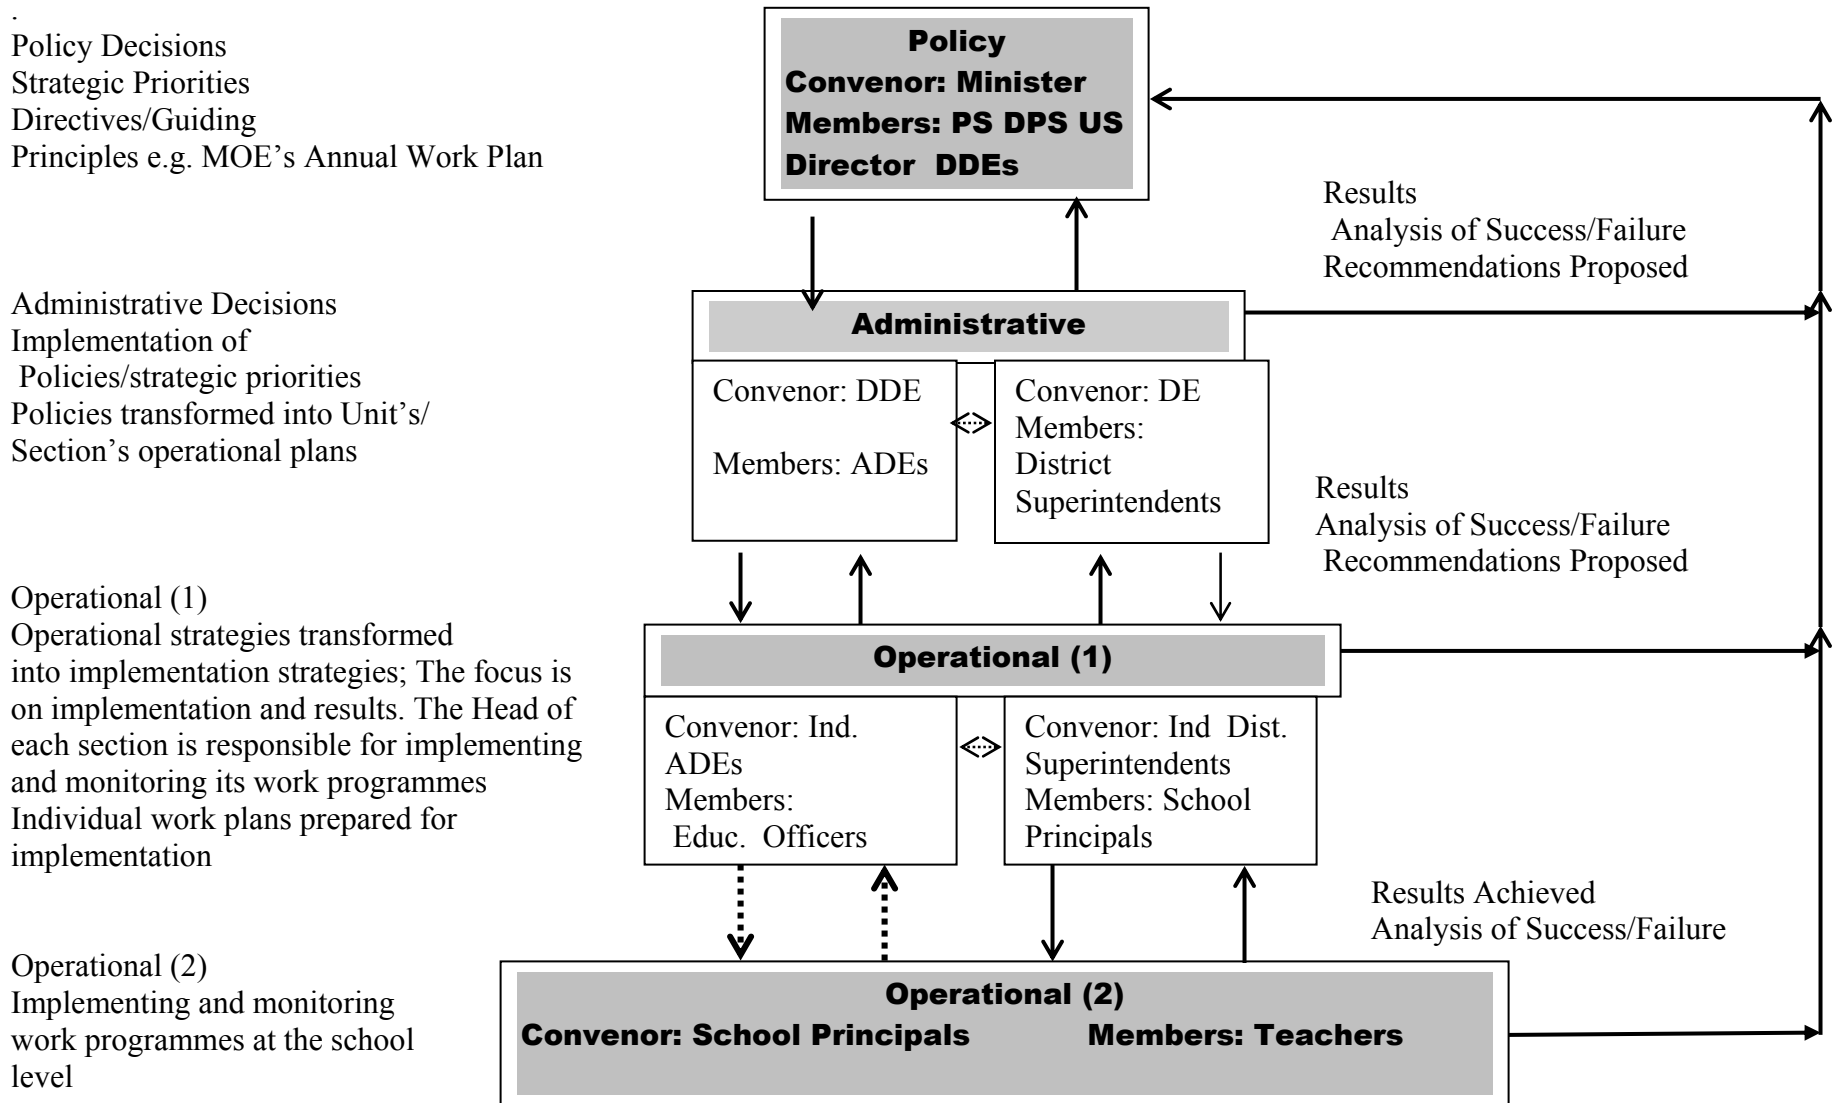 .
Policy Decisions
Strategic Priorities
Directives/Guiding
Principles e.g. MOE’s Annual Work Plan
Policy
Convenor: Minister
Members: PS DPS US
Director DDEs
Results
Analysis of Success/Failure
Recommendations Proposed
Administrative Decisions
Implementation of
Policies/strategic priorities
Policies transformed into Unit’s/
Section’s operational plans
Administrative
Convenor: DDE
Members: ADEs
Convenor: DE
Members:
District
Superintendents
Results
Analysis of Success/Failure
Recommendations Proposed
Operational (1)
Operational strategies transformed
into implementation strategies; The focus is
on implementation and results. The Head of
each section is responsible for implementing
and monitoring its work programmes
Individual work plans prepared for
implementation
Operational (1)
Convenor: Ind.
ADEs
Members:
Educ. Officers
Convenor: Ind Dist.
Superintendents
Members: School
Principals
Results Achieved
Analysis of Success/Failure
Operational (2)
Implementing and monitoring
work programmes at the school
level
Operational (2)
Convenor: School Principals Members: Teachers